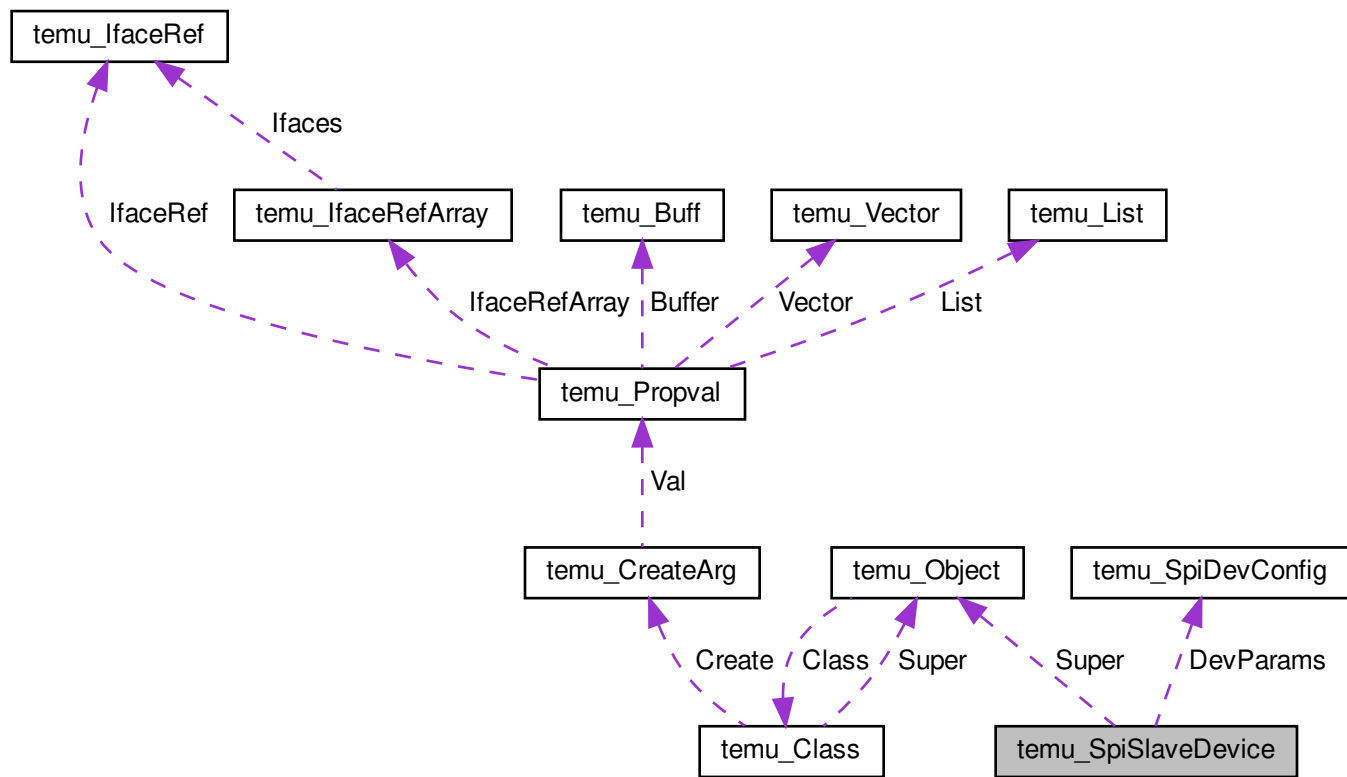 temu_IfaceRef
Ifaces
IfaceRef
temu_IfaceRefArray
temu_Buff
temu_Vector
temu_List
IfaceRefArray
Buffer
Vector
List
temu_Propval
Val
temu_CreateArg
temu_Object
temu_SpiDevConfig
Create
Class
Super
Super
DevParams
temu_Class
temu_SpiSlaveDevice